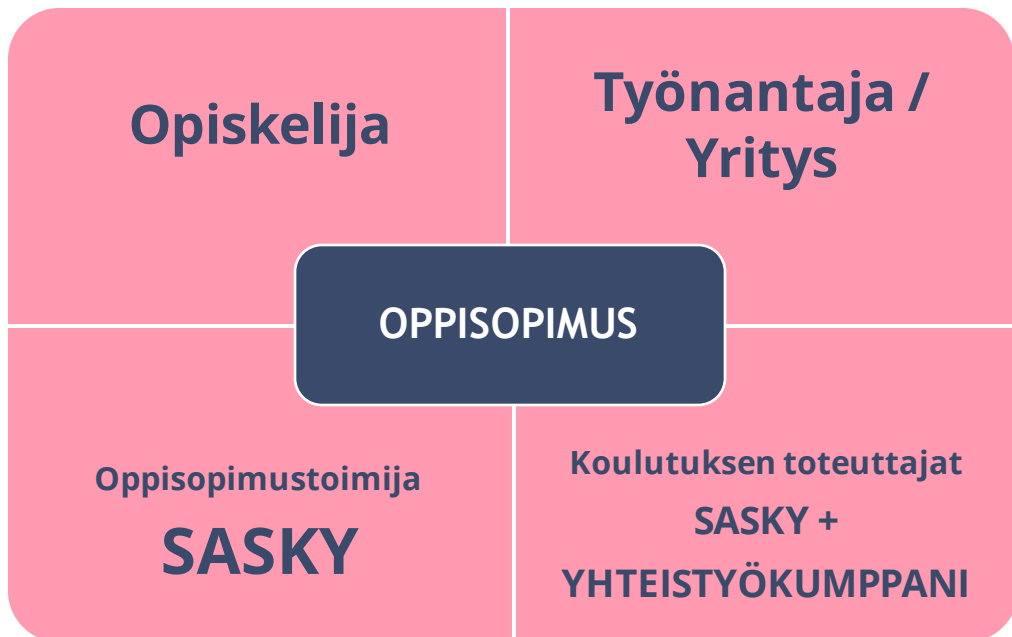 Opiskelija
Työnantaja /
Yritys
OPPISOPIMUS
Oppisopimustoimija
SASKY
Koulutuksen toteuttajat
SASKY +
YHTEISTYÖKUMPPANI